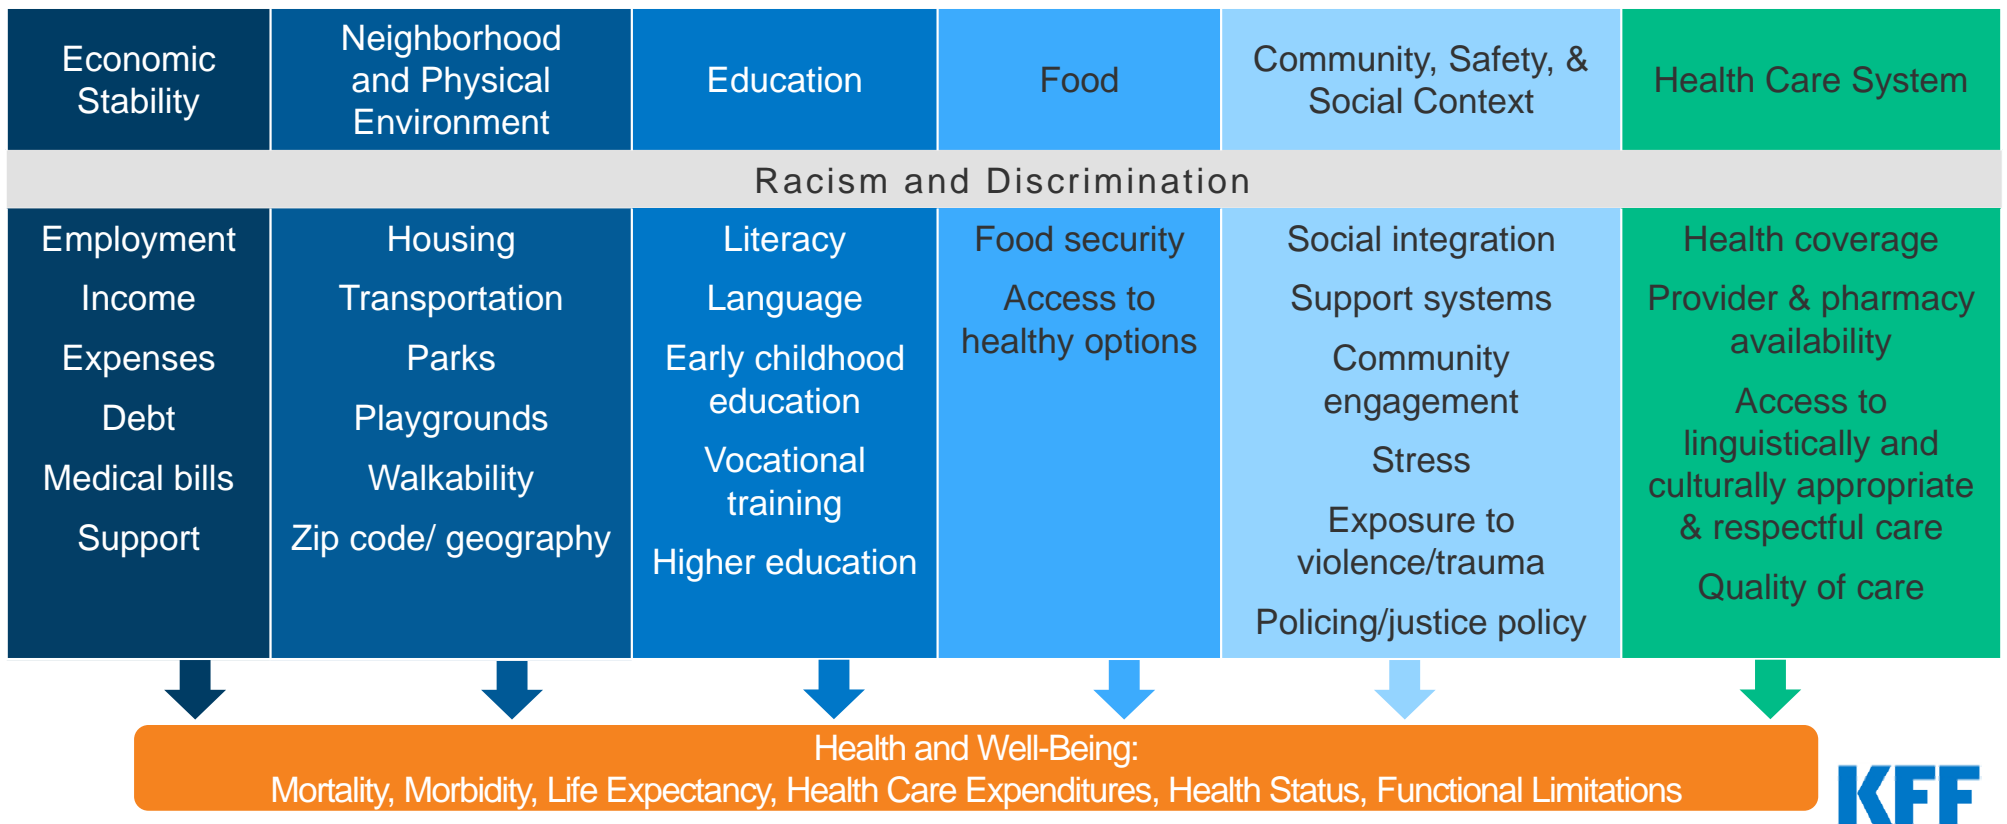 Economic
Stability
Neighborhood
and Physical
Environment
Education
Food
Community, Safety, &
Social Context
Health Care System
Racism and Discrimination
Employment
Income
Expenses
Debt
Medical bills
Support
Housing
Transportation
Parks
Playgrounds
Walkability
Zip code/ geography
Literacy
Language
Early childhood
education
Vocational
training
Higher education
Food security
Access to
healthy options
Social integration
Support systems
Community
engagement
Stress
Exposure to
violence/trauma
Policing/justice policy
Health coverage
Provider & pharmacy
availability
Access to
linguistically and
culturally appropriate
& respectful care
Quality of care
Health and Well-Being:
Mortality, Morbidity, Life Expectancy, Health Care Expenditures, Health Status, Functional Limitations
KFF